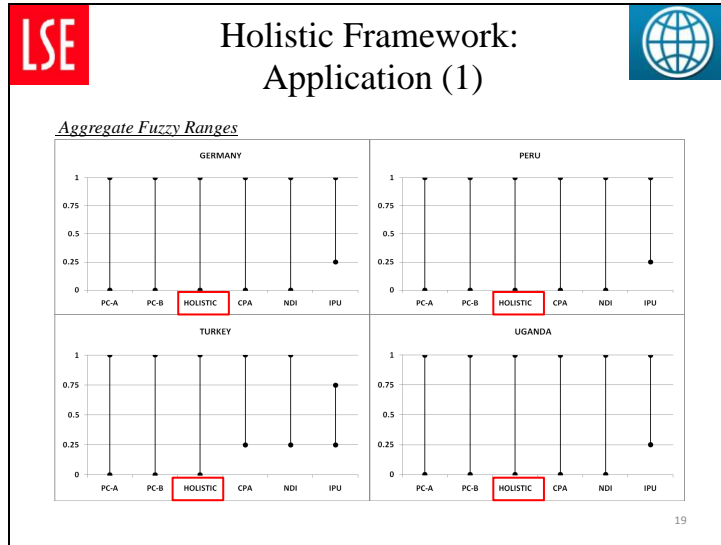 LSE
Holistic Framework:
Application (1)
Aggregate Fuzzy Ranges
GERMANY
1
0.75
0.5
0.25
0
PC-A PC-B HOLISTIC CPA NDI IPU
PERU
1
0.75
0.5
0.25
0
PC-A PC-B HOLISTIC CPA NDI IPU
TURKEY
1
0.75
0.5
0.25
0
PC-A PC-B HOLISTIC CPA NDI IPU
UGANDA
1
0.75
0.5
0.25
0
PC-A PC-B HOLISTIC CPA NDI IPU
19